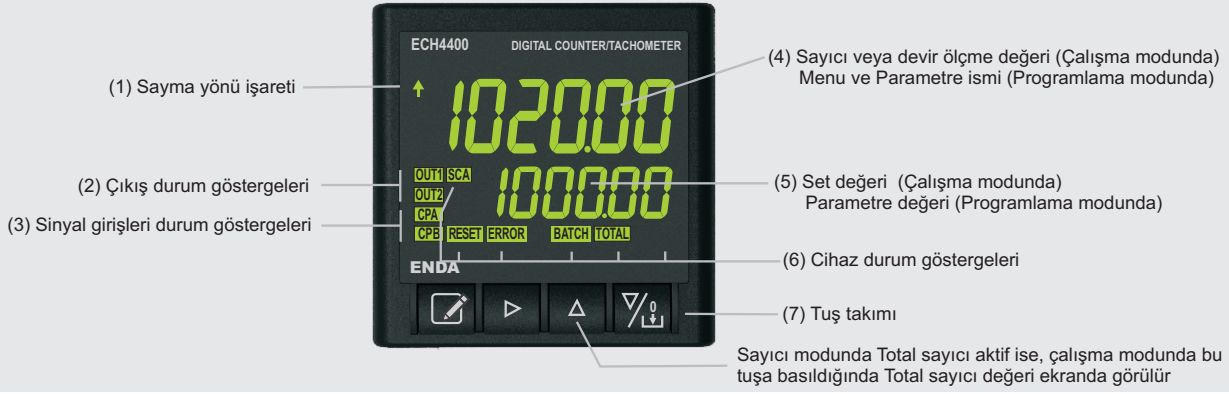 ECH4400 DIGITAL COUNTER/TACHOMETER
(1) Sayma yönü işareti
1020.00
(4) Sayıcı veya devir ölçme değeri (Çalışma modunda)
Menu ve Parametre ismi (Programlama modunda)
(2) Çıkış durum göstergeleri
OUT1 SCA
OUT2
1000.00
(5) Set değeri (Çalışma modunda)
Parametre değeri (Programlama modunda)
(3) Sinyal girişleri durum göstergeleri
CPA
CPB RESET ERROR BATCH TOTAL
ENDA
(6) Cihaz durum göstergeleri
0
(7) Tuş takımı
Sayıcı modunda Total sayıcı aktif ise, çalışma modunda bu
tuşa basıldığında Total sayıcı değeri ekranda görülür